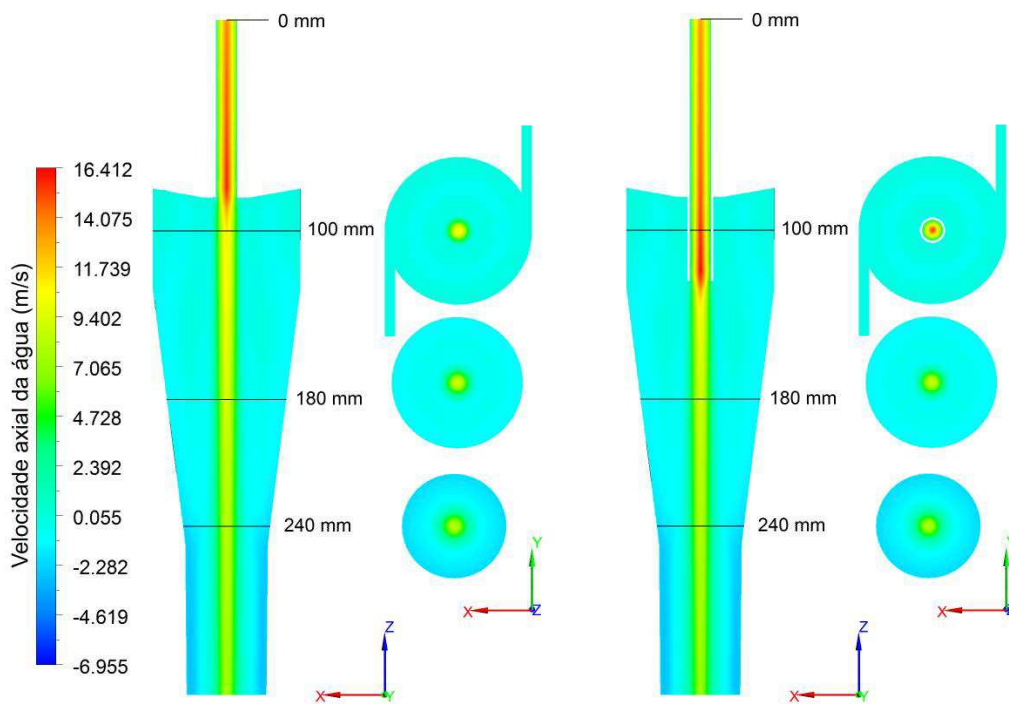 0 mm
0 mm
Velocidade axial da água (m/s)
16.412
14.075
11.739
9.402
7.065
4.728
2.392
0.055
-2.282
-4.619
-6.955
100 mm
180 mm
240 mm
Y
X
Z
Z
X
Y
100 mm
180 mm
240 mm
Y
X
Z
Z
X
Y